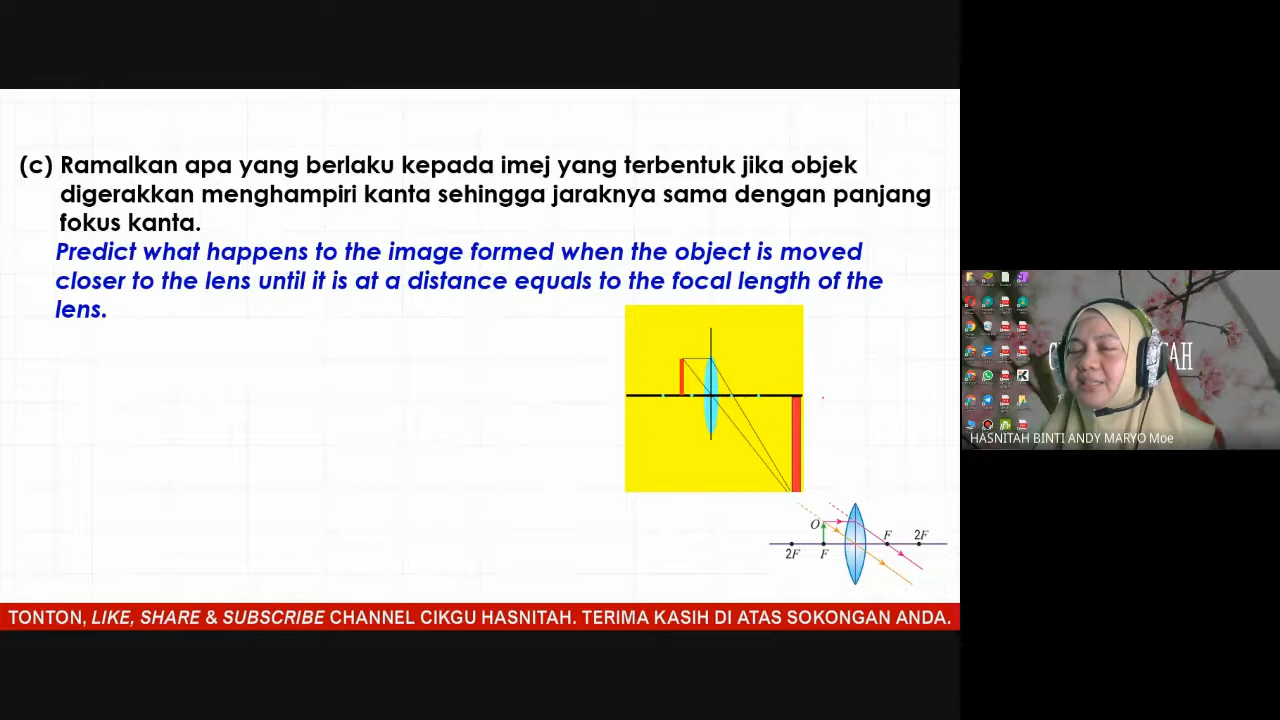 (c) Ramalkan apa yang berlaku kepada imej yang terbentuk jika objek
digerakkan menghampiri kanta sehingga jaraknya sama dengan panjang
fokus kanta.
Predict what happens to the image formed when the object is moved
closer to the lens until it is at a distance equals to the focal length of the
lens.
O
F
2F
2F
F
HASNITAH BINTI ANDY MARYO Moe
TONTON, LIKE, SHARE & SUBSCRIBE CHANNEL CIKGU HASNITAH. TERIMA KASIH DI ATAS SOKONGAN ANDA.